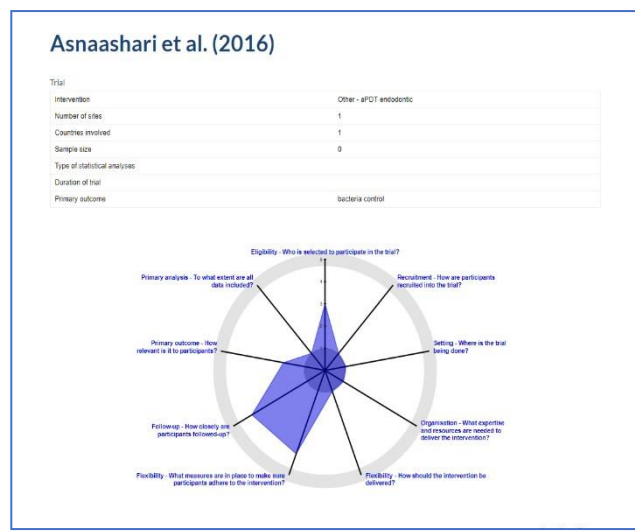 Asnaashari et al. (2016)
Trial
Intervention Other - aPDT endodontic
Number of sites 1
Countries involved 1
Sample size 0
Type of statistical analyses
Duration of trial
Primary outcome bacteria control
Eligibility - Who is selected to participate in the trial?
5
4
3
Primary analysis - To what extent are all
data included?
Recruitment - How are participants
recruited into the trial?
Primary outcome - How
relevant is it to participants?
Setting - Where is the trial
being done?
Follow-up - How closely are
participants followed-up?
Organisation - What expertise
and resources are needed to
deliver the intervention?
Flexibility - What measures are in place to make sure
participants adhere to the intervention?
Flexibility - How should the intervention be
delivered?